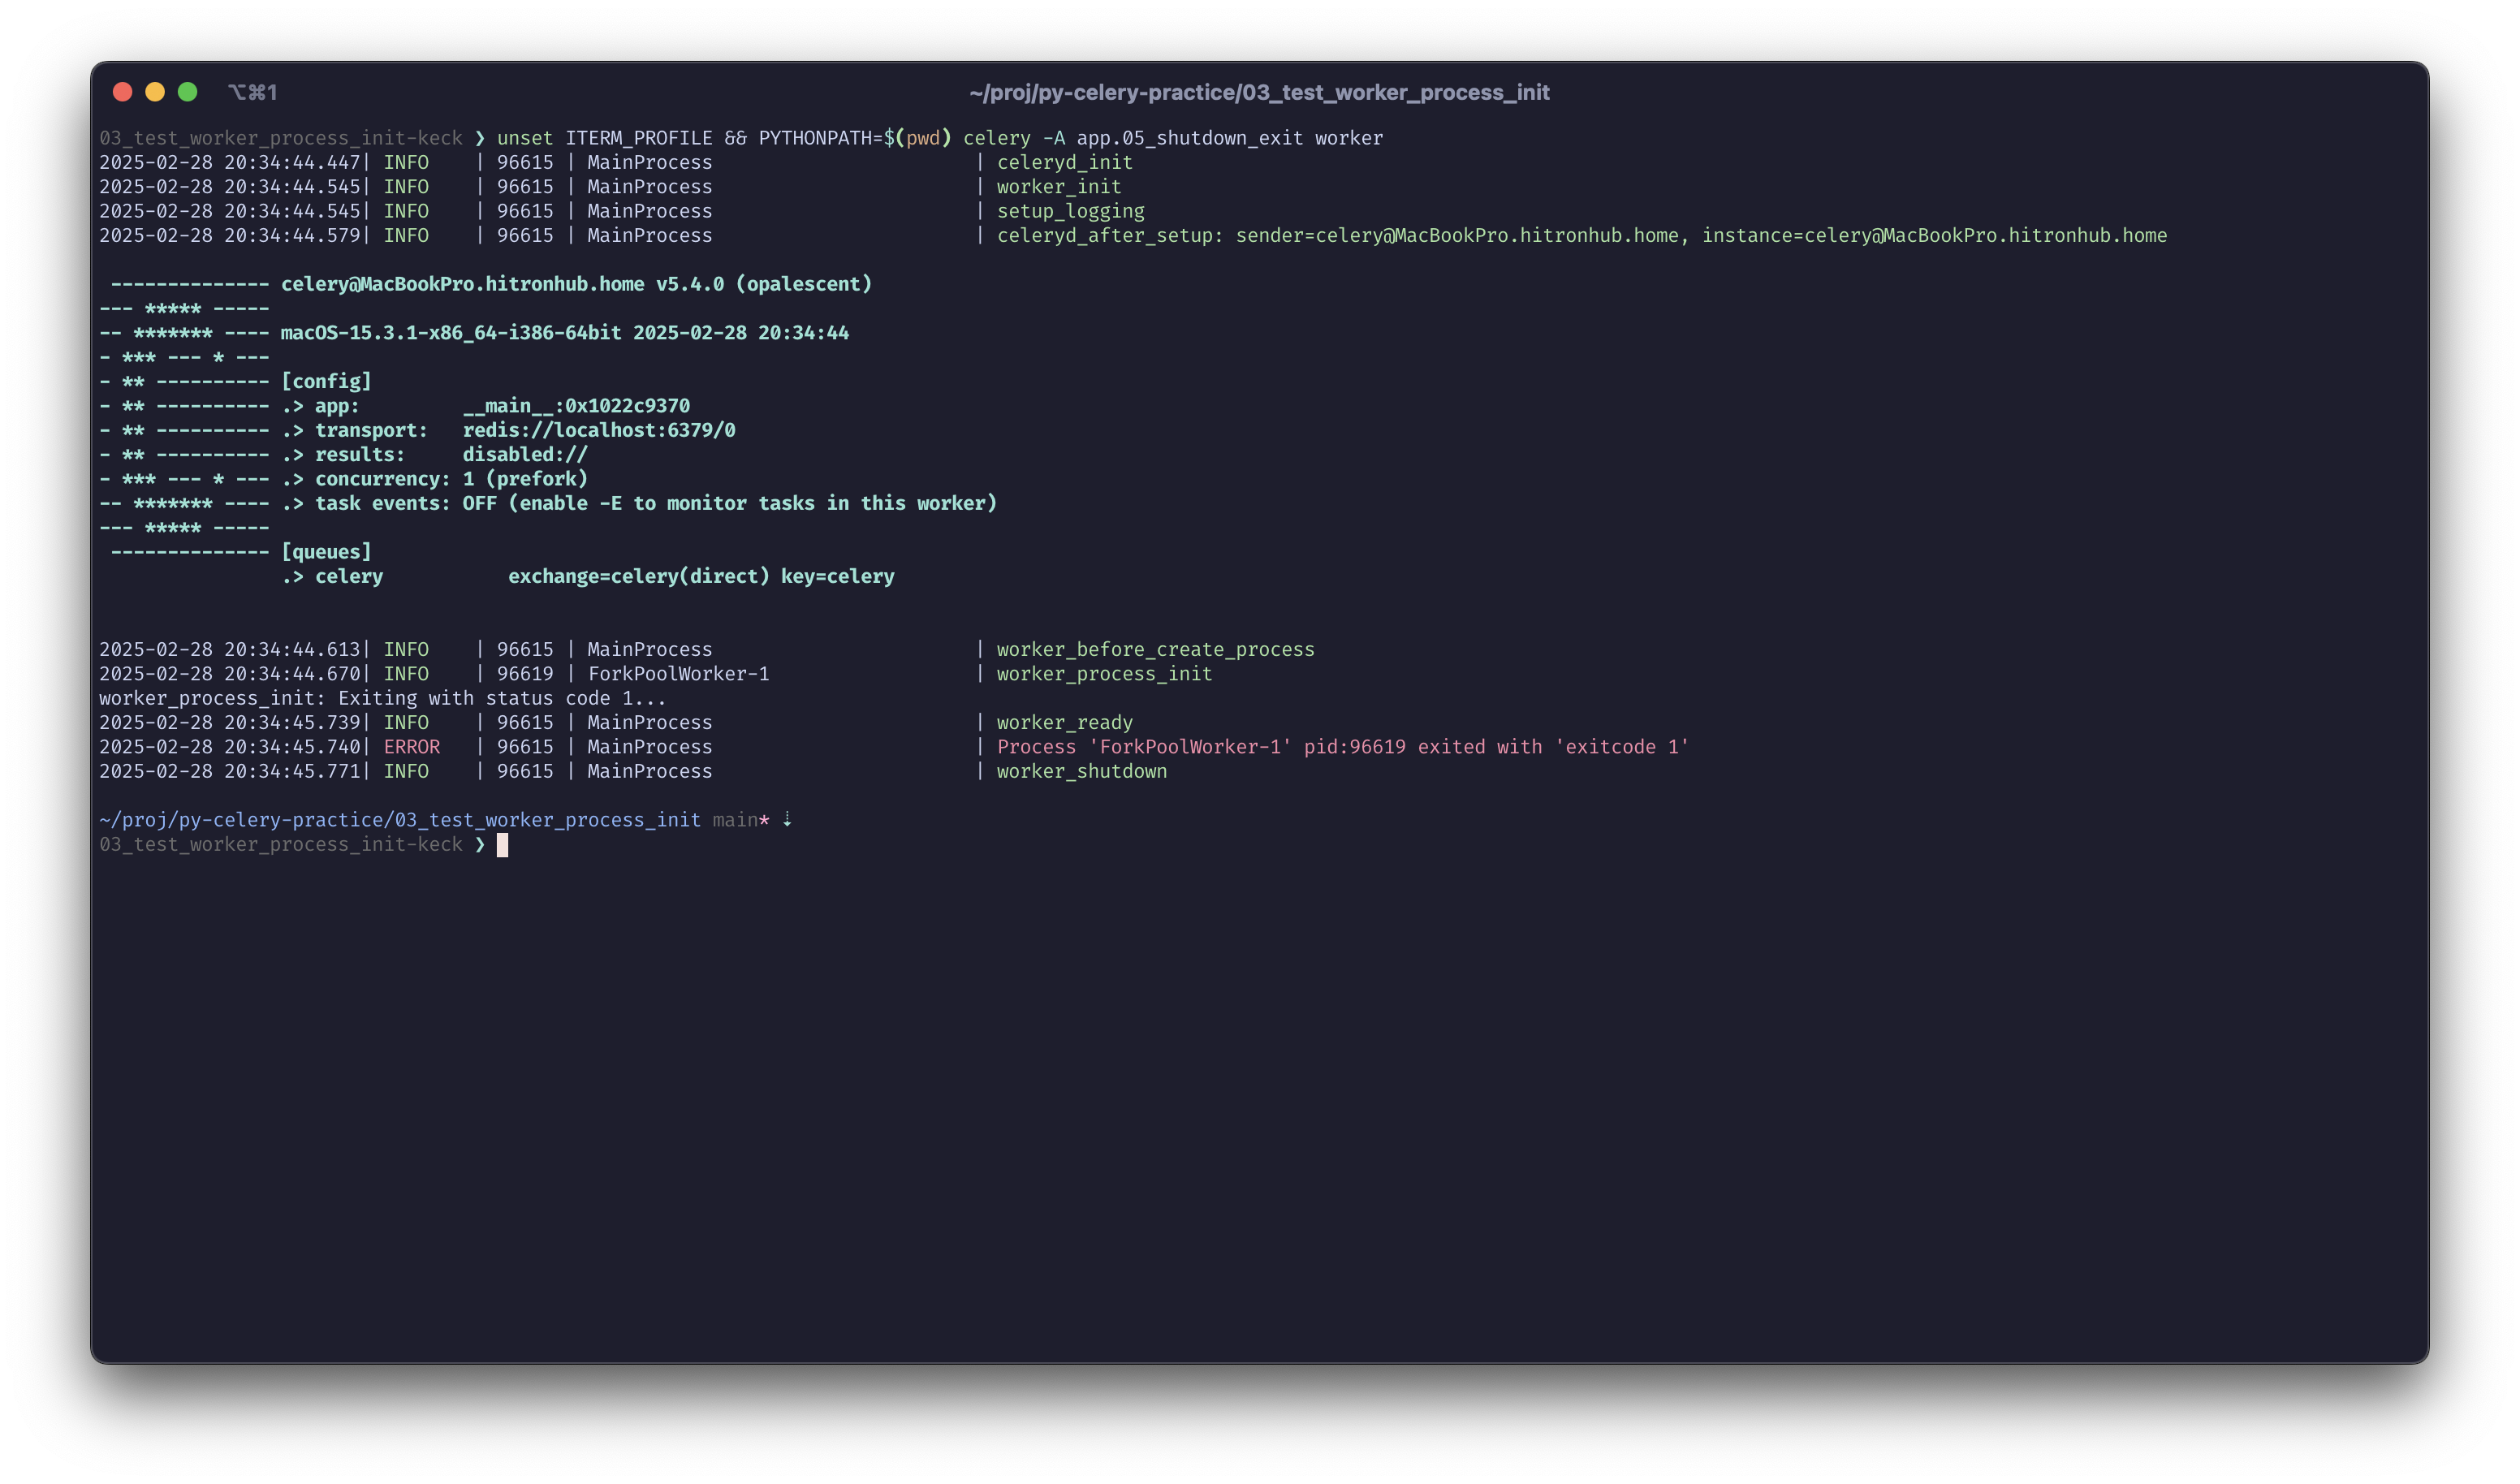 ⌥⌘1
~/proj/py-celery-practice/03_test_worker_process_init
03_test_worker_process_init-keck ❯ unset ITERM_PROFILE && PYTHONPATH=$(pwd) celery -A app.05_shutdown_exit worker
2025-02-28 20:34:44.447| INFO    | 96615 | MainProcess                       | celeryd_init
2025-02-28 20:34:44.545| INFO    | 96615 | MainProcess                       | worker_init
2025-02-28 20:34:44.545| INFO    | 96615 | MainProcess                       | setup_logging
2025-02-28 20:34:44.579| INFO    | 96615 | MainProcess                       | celeryd_after_setup: sender=celery@MacBookPro.hitronhub.home, instance=celery@MacBookPro.hitronhub.home
 -------------- celery@MacBookPro.hitronhub.home v5.4.0 (opalescent)
--- ***** -----
-- ******* ---- macOS-15.3.1-x86_64-i386-64bit 2025-02-28 20:34:44
- *** --- * ---
- ** ---------- [config]
- ** ---------- .> app:         __main__:0x1022c9370
- ** ---------- .> transport:   redis://localhost:6379/0
- ** ---------- .> results:     disabled://
- *** --- * --- .> concurrency: 1 (prefork)
-- ******* ---- .> task events: OFF (enable -E to monitor tasks in this worker)
--- ***** -----
 -------------- [queues]
                .> celery           exchange=celery(direct) key=celery
2025-02-28 20:34:44.613| INFO    | 96615 | MainProcess                       | worker_before_create_process
2025-02-28 20:34:44.670| INFO    | 96619 | ForkPoolWorker-1                  | worker_process_init
worker_process_init: Exiting with status code 1...
2025-02-28 20:34:45.739| INFO    | 96615 | MainProcess                       | worker_ready
2025-02-28 20:34:45.740| ERROR   | 96615 | MainProcess                       | Process 'ForkPoolWorker-1' pid:96619 exited with 'exitcode 1'
2025-02-28 20:34:45.771| INFO    | 96615 | MainProcess                       | worker_shutdown
~/proj/py-celery-practice/03_test_worker_process_init main* ⇣
03_test_worker_process_init-keck ❯